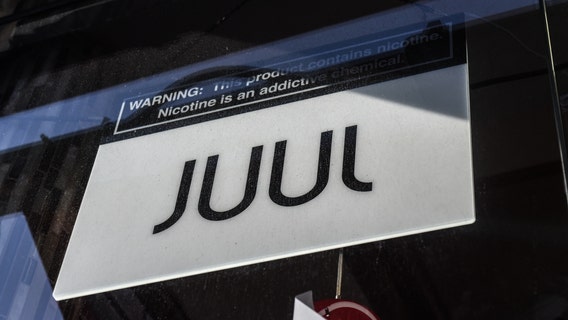 WARNING: This product contains nicotine.
Nicotine is an addictive chemical.
JUUL